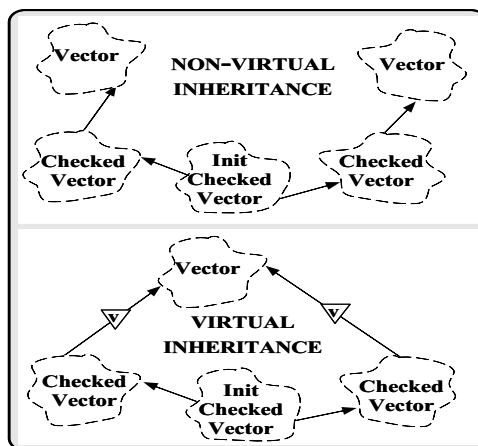 Vector
NON-VIRTUAL
INHERITANCE
Vector
Checked
Vector
Init
Checked
Vector
Checked
Vector
Vector
v
v
VIRTUAL
INHERITANCE
Checked
Vector
Init
Checked
Vector
Checked
Vector